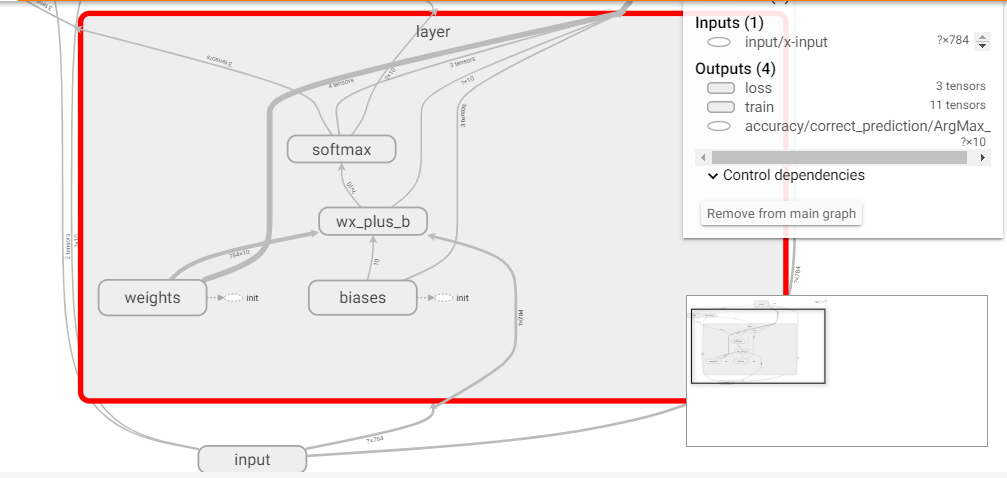 layer
3 tensors
4 tensors
?×10
3 tensors
?×10
3 tensors
softmax
?×10
wx_plus_b
784×10
10
weights
init
biases
init
2 tensors
?×10
?×784
?×784
?×784
input
Inputs (1)
input/x-input ?×784
Outputs (4)
loss 3 tensors
train 11 tensors
accuracy/correct_prediction/ArgMax_
?×10
Control dependencies
Remove from main graph